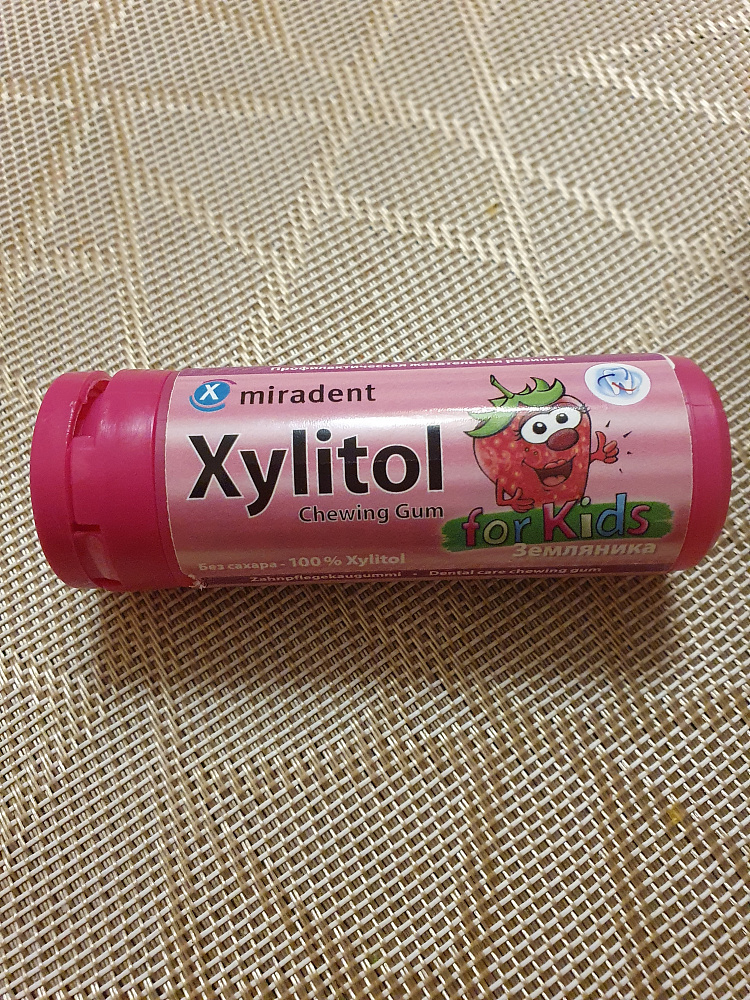 Профилактическая жевательная резинка
X miradent
Xylitol
Chewing Gum
for Kids
Земляника
Без сахара - 100 % Xylitol
Zahnpflegekaugummi • Dental care chewing gum